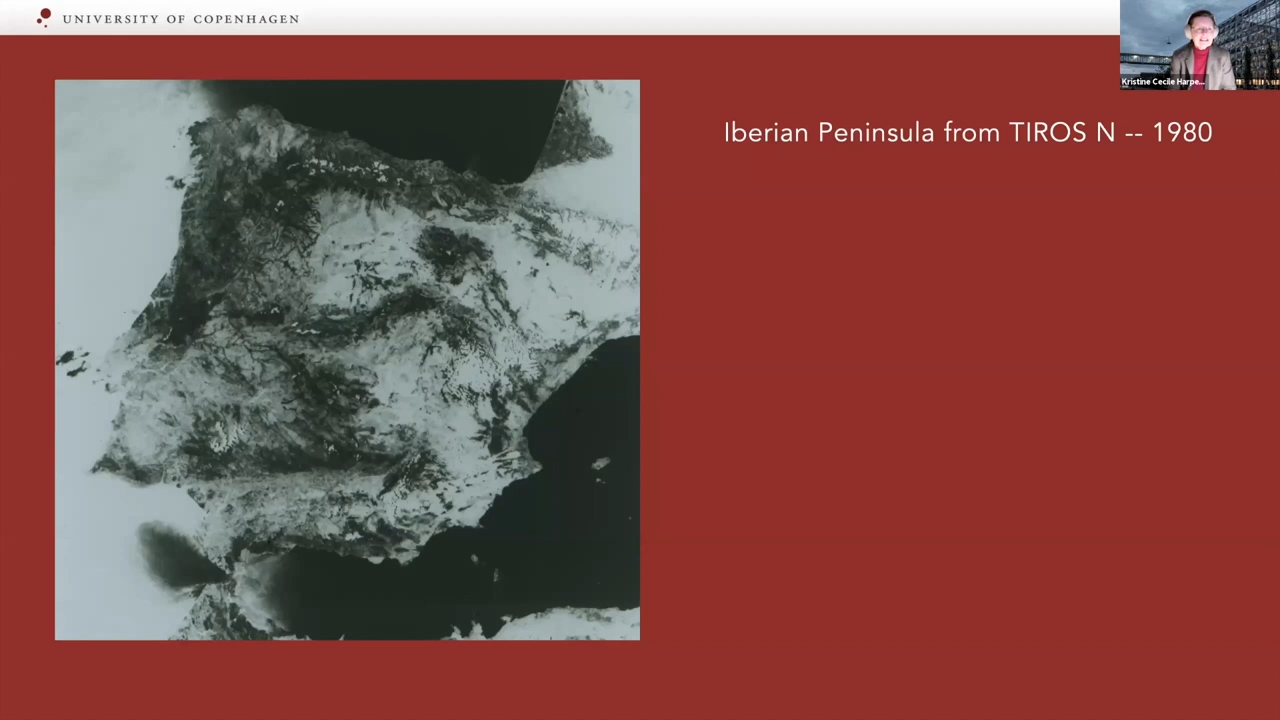 UNIVERSITY OF COPENHAGEN
Kristine Cecile Harpe...
Iberian Peninsula from TIROS N -- 1980